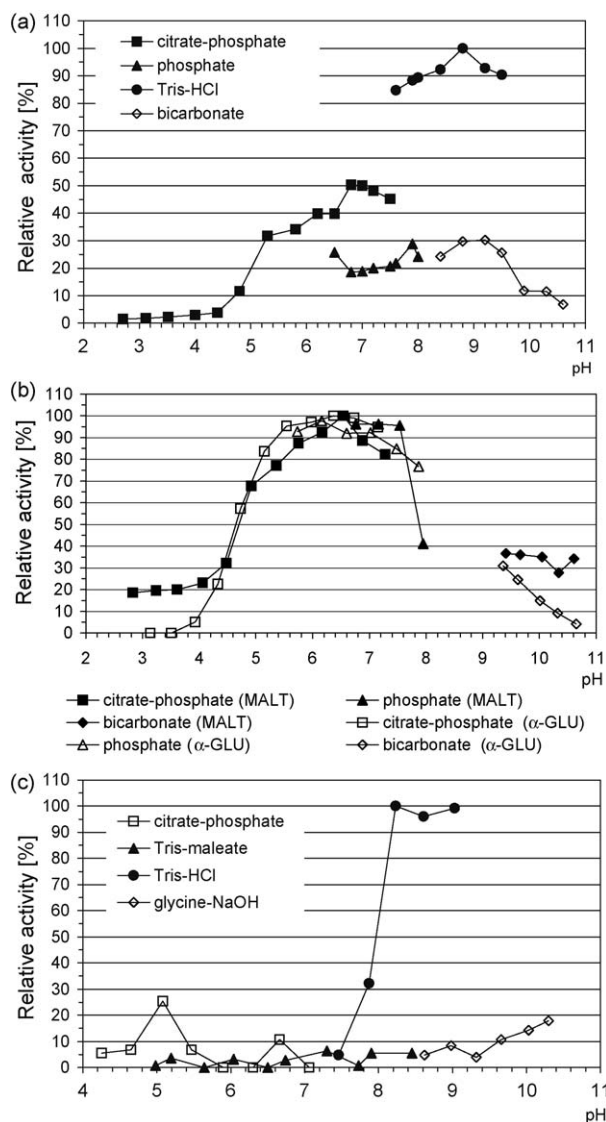 (a)
Relative activity [%]
110
100
90
80
70
60
50
40
30
20
10
0
citrate-phosphate
phosphate
Tris-HCl
bicarbonate
2 3 4 5 6 7 8 9 10 11
pH
(b)
Relative activity [%]
110
100
90
80
70
60
50
40
30
20
10
0
2 3 4 5 6 7 8 9 10 11
pH
citrate-phosphate (MALT) phosphate (MALT)
bicarbonate (MALT) citrate-phosphate (α-GLU)
phosphate (α-GLU) bicarbonate (α-GLU)
(c)
Relative activity [%]
110
100
90
80
70
60
50
40
30
20
10
0
citrate-phosphate
Tris-maleate
Tris-HCl
glycine-NaOH
4 5 6 7 8 9 10 11
pH